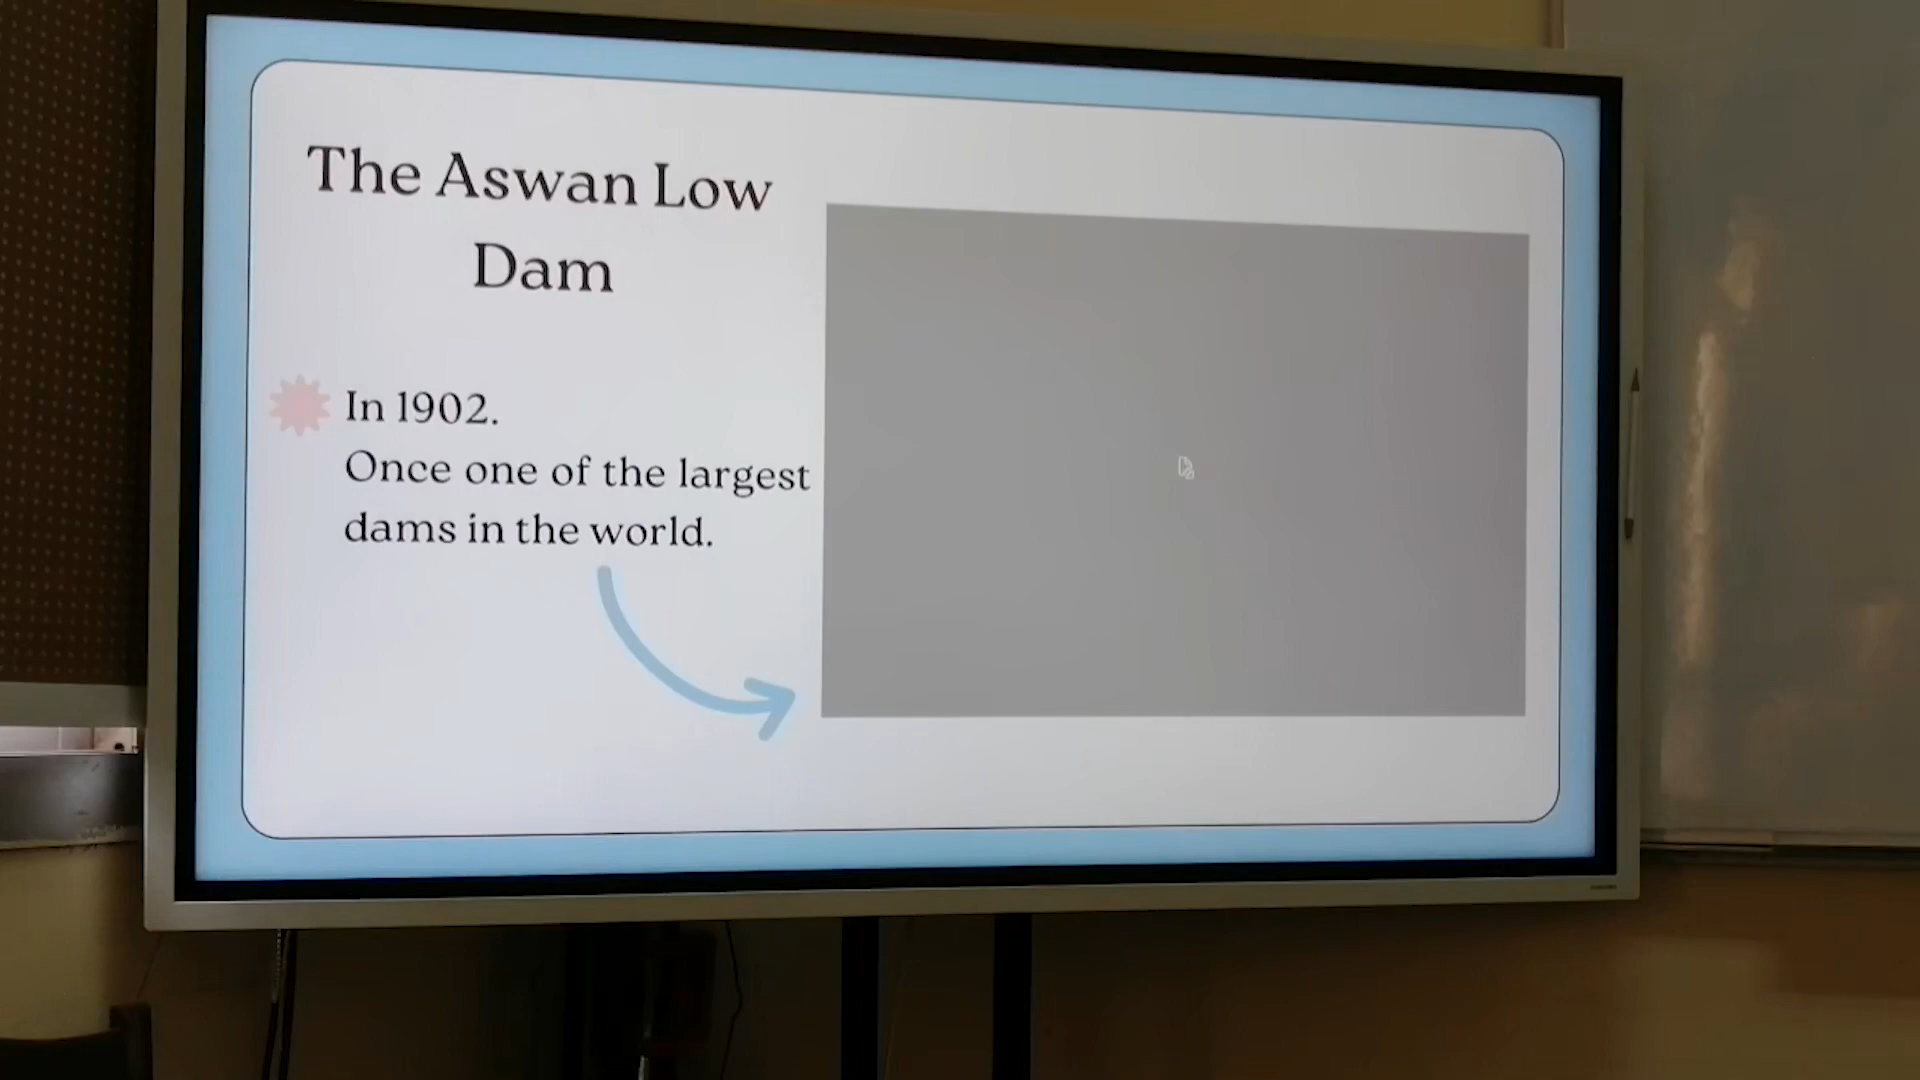 The Aswan Low
Dam
In 1902.
Once one of the largest
dams in the world.